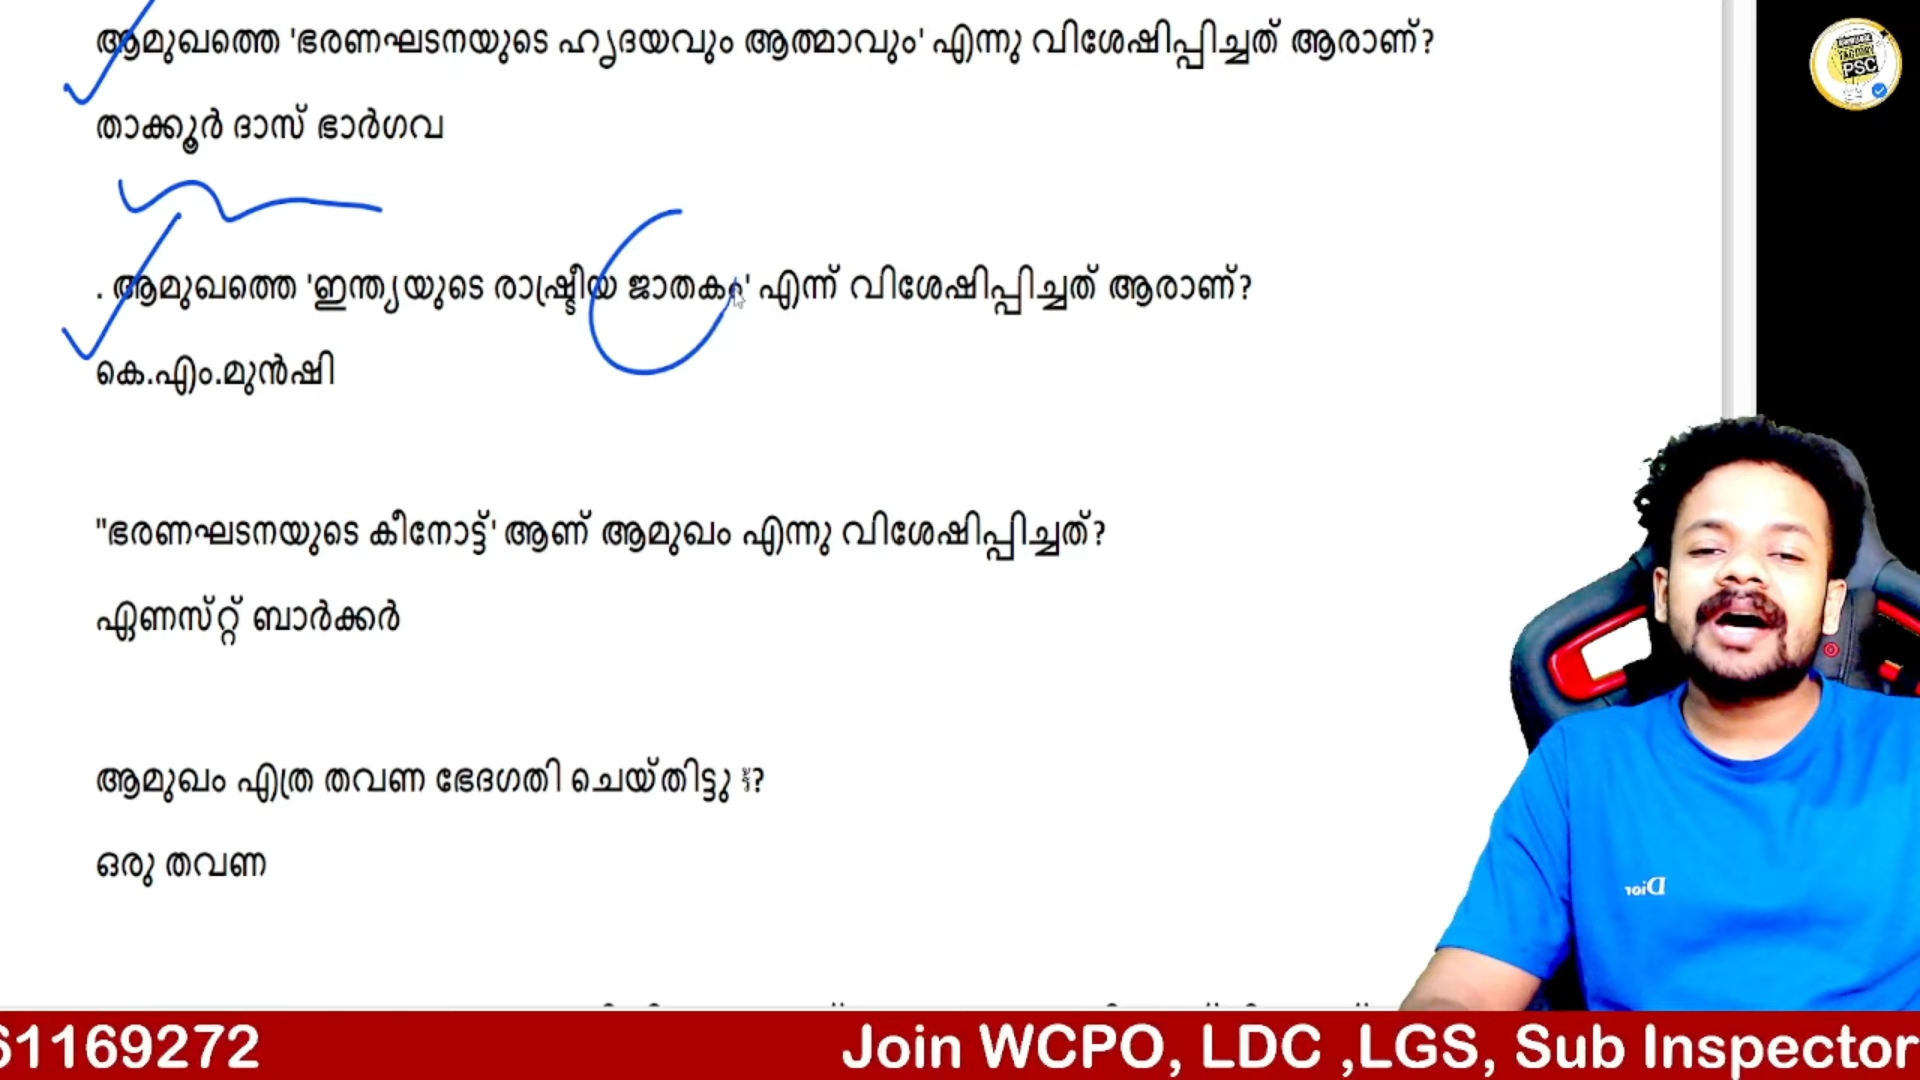 ആമുഖത്തെ 'ഭരണഘടനയുടെ ഹൃദയവും ആത്മാവും' എന്നു വിശേഷിപ്പിച്ചത് ആരാണ്?
താക്കൂർ ദാസ് ഭാർഗവ
. ആമുഖത്തെ 'ഇന്ത്യയുടെ രാഷ്ട്രീയ ജാതകം' എന്ന് വിശേഷിപ്പിച്ചത് ആരാണ്?
കെ.എം.മുൻഷി
"ഭരണഘടനയുടെ കീനോട്ട്' ആണ് ആമുഖം എന്നു വിശേഷിപ്പിച്ചത്?
ഏണസ്റ്റ് ബാർക്കർ
ആമുഖം എത്ര തവണ ഭേദഗതി ചെയ്തിട്ടു ?
ഒരു തവണ
PSC
Dior
61169272 Join WCPO, LDC ,LGS, Sub Inspector